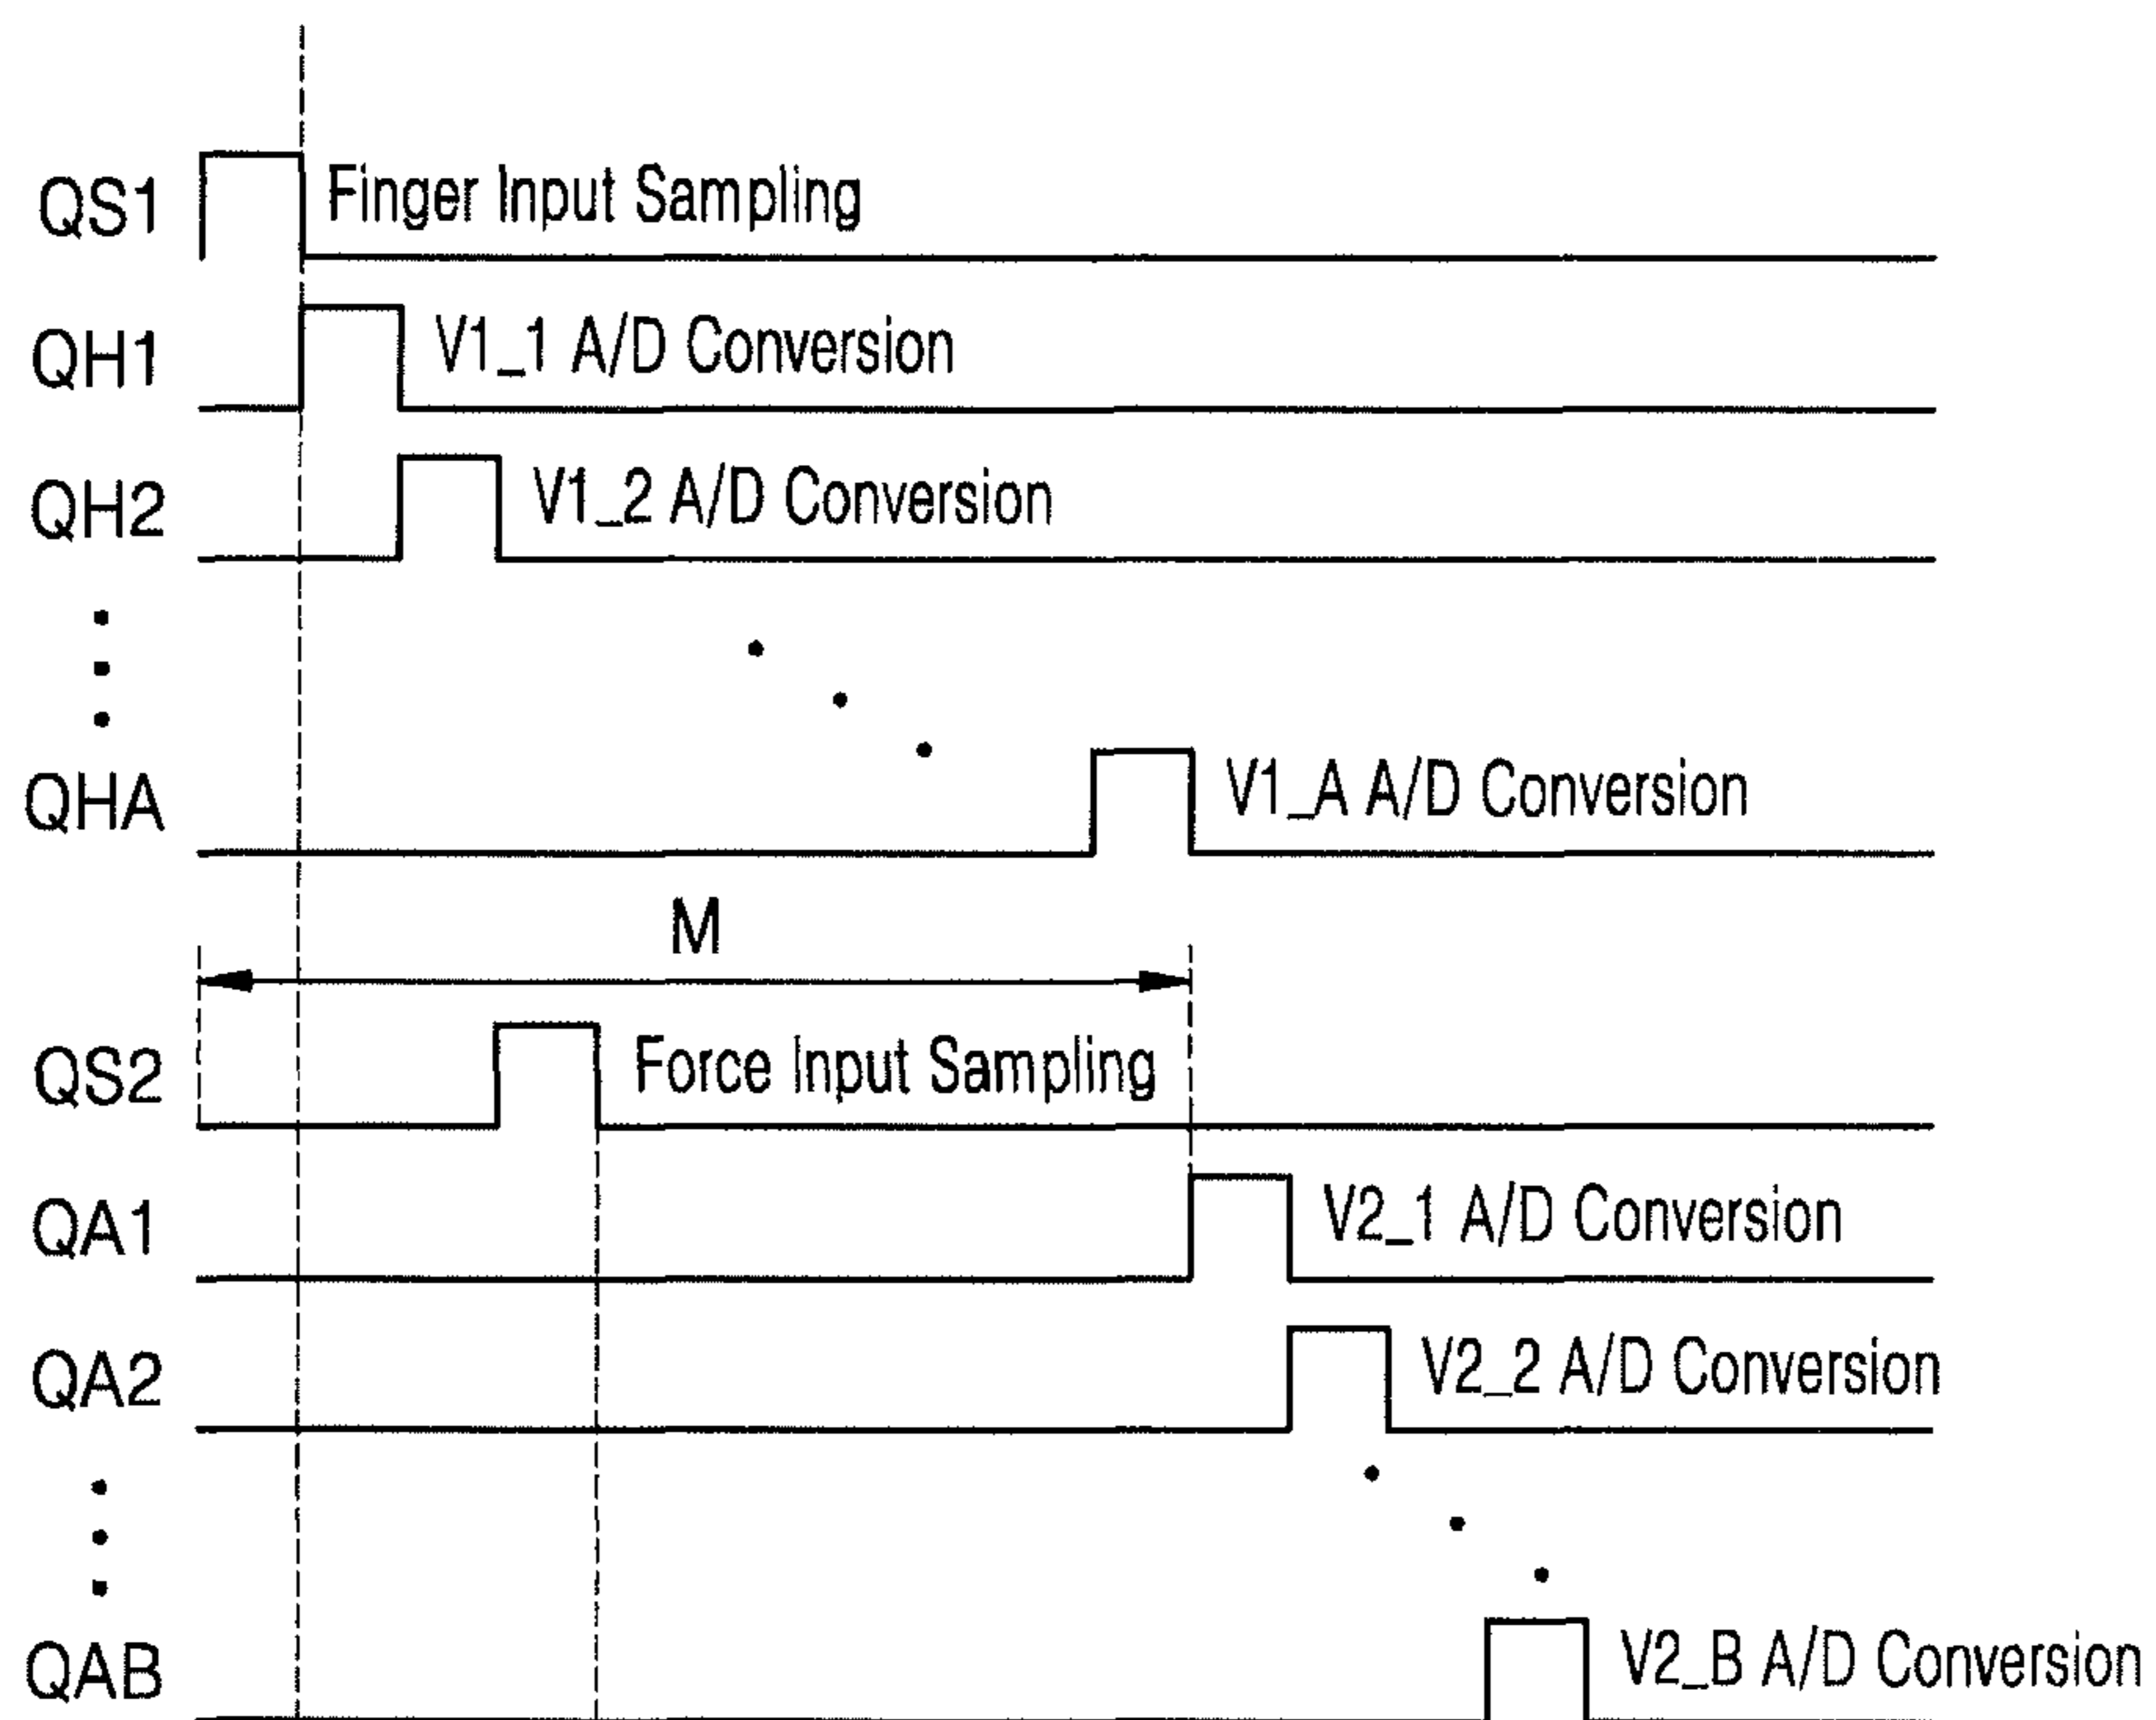 QS1 Finger Input Sampling
QH1 V1_1 A/D Conversion
QH2 V1_2 A/D Conversion
QHA V1_A A/D Conversion
M
QS2 Force Input Sampling
QA1 V2_1 A/D Conversion
QA2 V2_2 A/D Conversion
QAB V2_B A/D Conversion